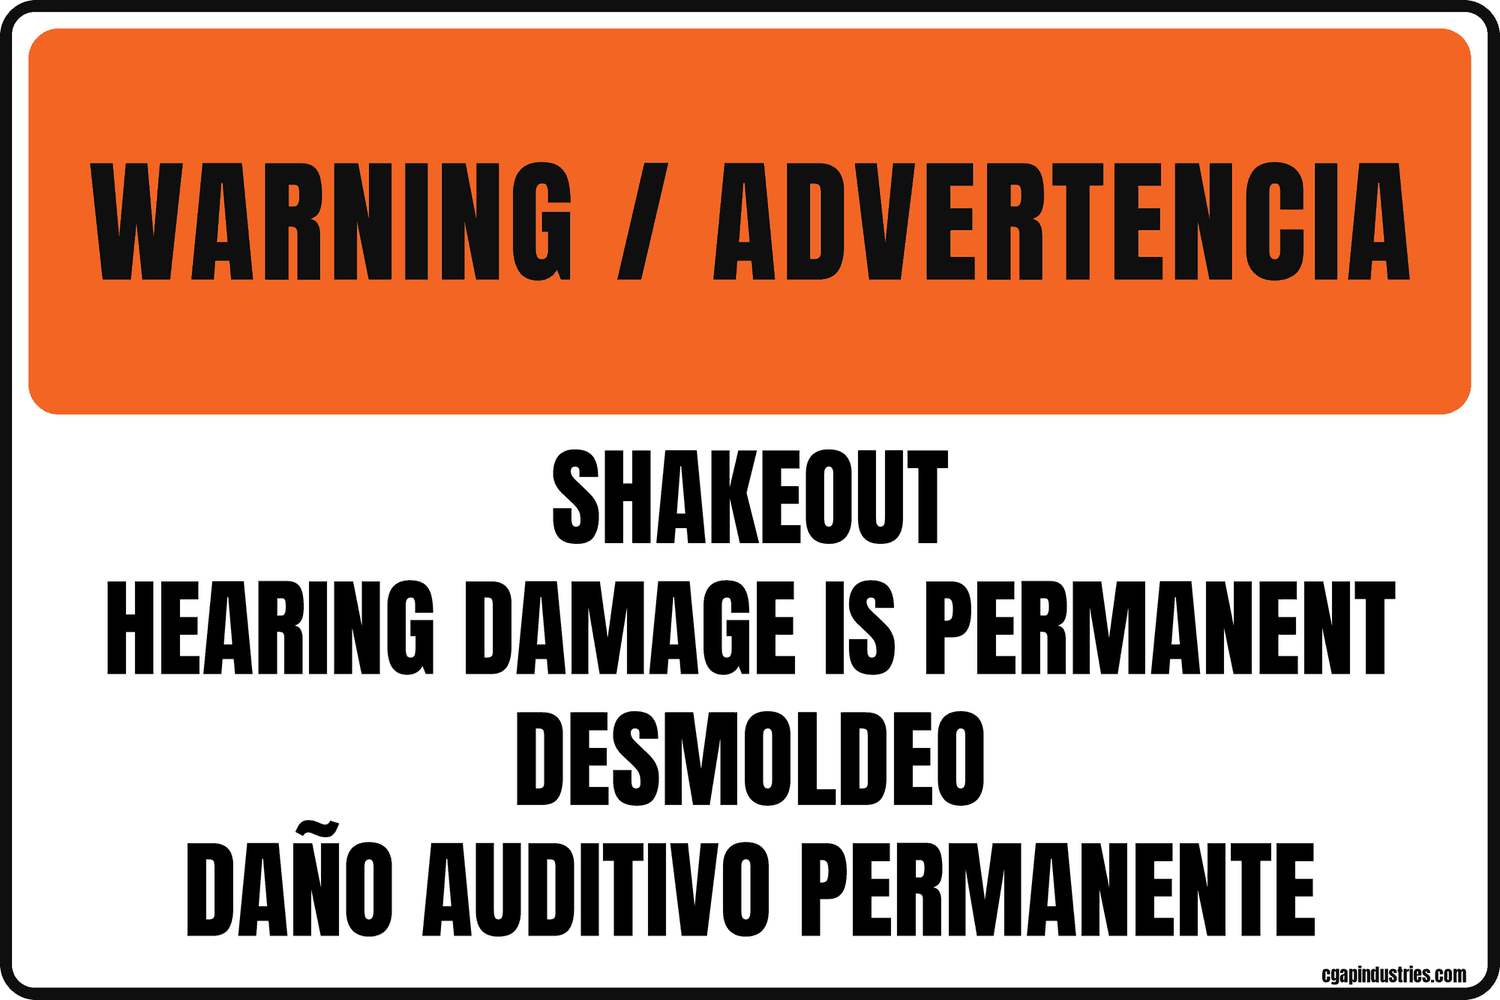 WARNING / ADVERTENCIA
SHAKEOUT
HEARING DAMAGE IS PERMANENT
DESMOLDEO
DAÑO AUDITIVO PERMANENTE
cgapindustries.com